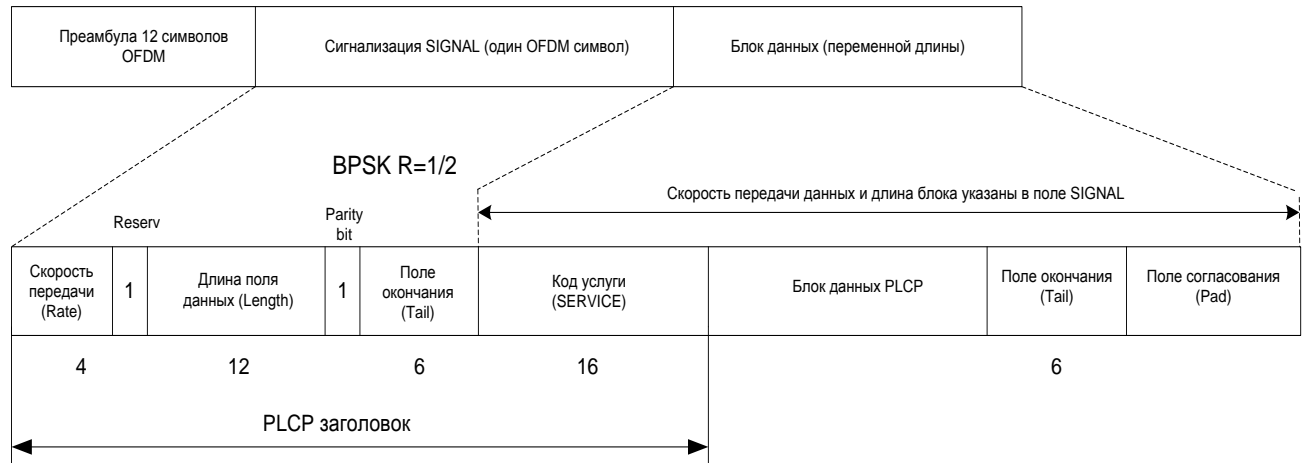 Преамбула 12 символов
OFDM
Сигнализация SIGNAL (один OFDM символ)
Блок данных (переменной длины)
BPSK R=1/2
Скорость передачи данных и длина блока указаны в поле SIGNAL
Reserv
Parity
bit
Скорость
передачи
(Rate)
1
Длина поля
данных (Length)
1
Поле
окончания
(Tail)
Код услуги
(SERVICE)
Блок данных PLCP
Поле окончания
(Tail)
Поле согласования
(Pad)
4
12
6
16
6
PLCP заголовок